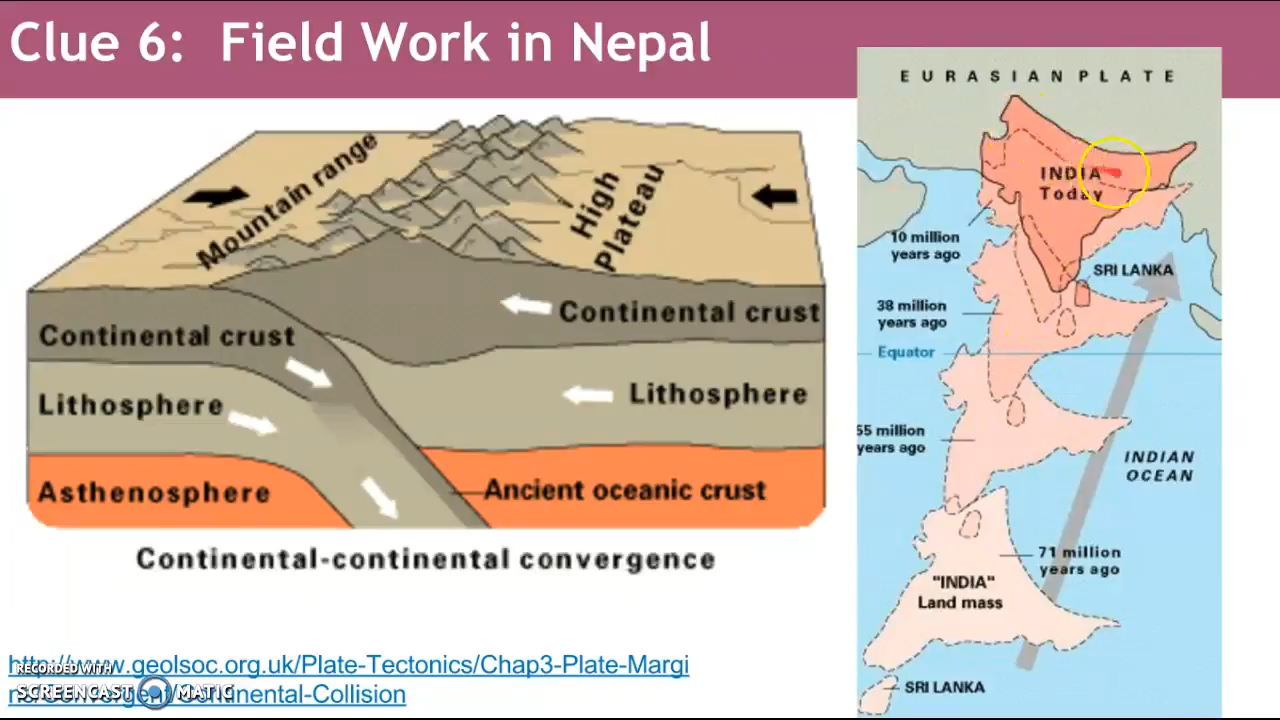 Clue 6: Field Work in Nepal
Mountain range
High
Plateau
Continental crust
Continental crust
Lithosphere
Lithosphere
Asthenosphere
Ancient oceanic crust
Continental-continental convergence
http://www.geolsoc.org.uk/Plate-Tectonics/Chap3-Plate-Margi
ns/Convergent/Continental-Collision
RECORDED WITH
SCREENCAST MATIC
EURASIAN PLATE
INDIA
Today
10 million
years ago
SRI LANKA
38 million
years ago
Equator
55 million
years ago
INDIAN
OCEAN
71 million
years ago
"INDIA"
Land mass
SRI LANKA